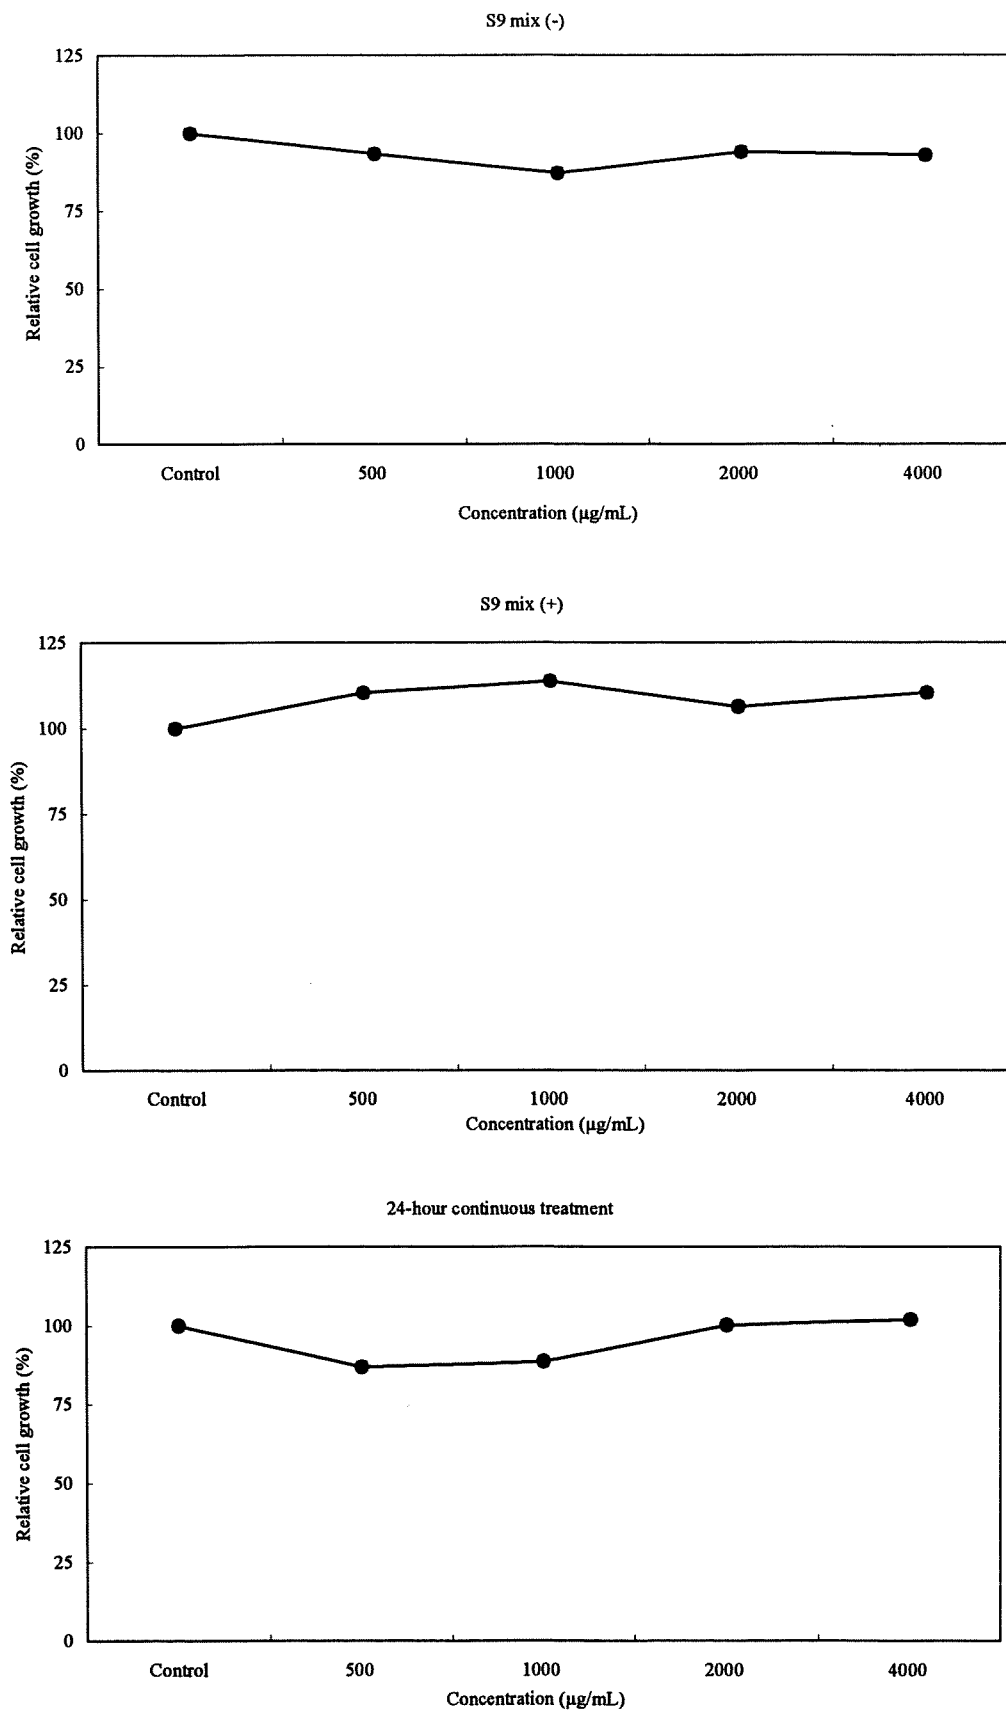 S9 mix (-)
125
100
75
50
25
0
Relative cell growth (%)
Control 500 1000 2000 4000
Concentration (µg/mL)
S9 mix (+)
125
100
75
50
25
0
Relative cell growth (%)
Control 500 1000 2000 4000
Concentration (µg/mL)
24-hour continuous treatment
125
100
75
50
25
0
Relative cell growth (%)
Control 500 1000 2000 4000
Concentration (µg/mL)